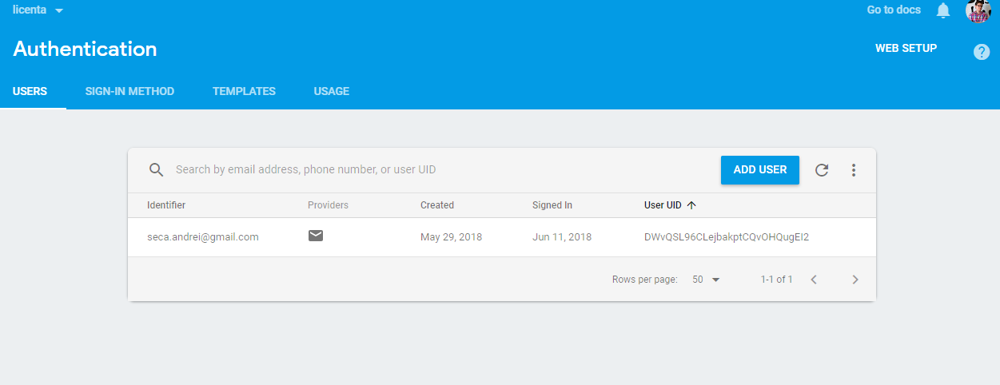 licenta
Go to docs
Authentication
WEB SETUP
USERS SIGN-IN METHOD TEMPLATES USAGE
Search by email address, phone number, or user UID
ADD USER
Identifier Providers Created Signed In User UID
seca.andrei@gmail.com May 29, 2018 Jun 11, 2018 DWvQSL96CLejbakptCQvOHQugEI2
Rows per page: 50 1-1 of 1